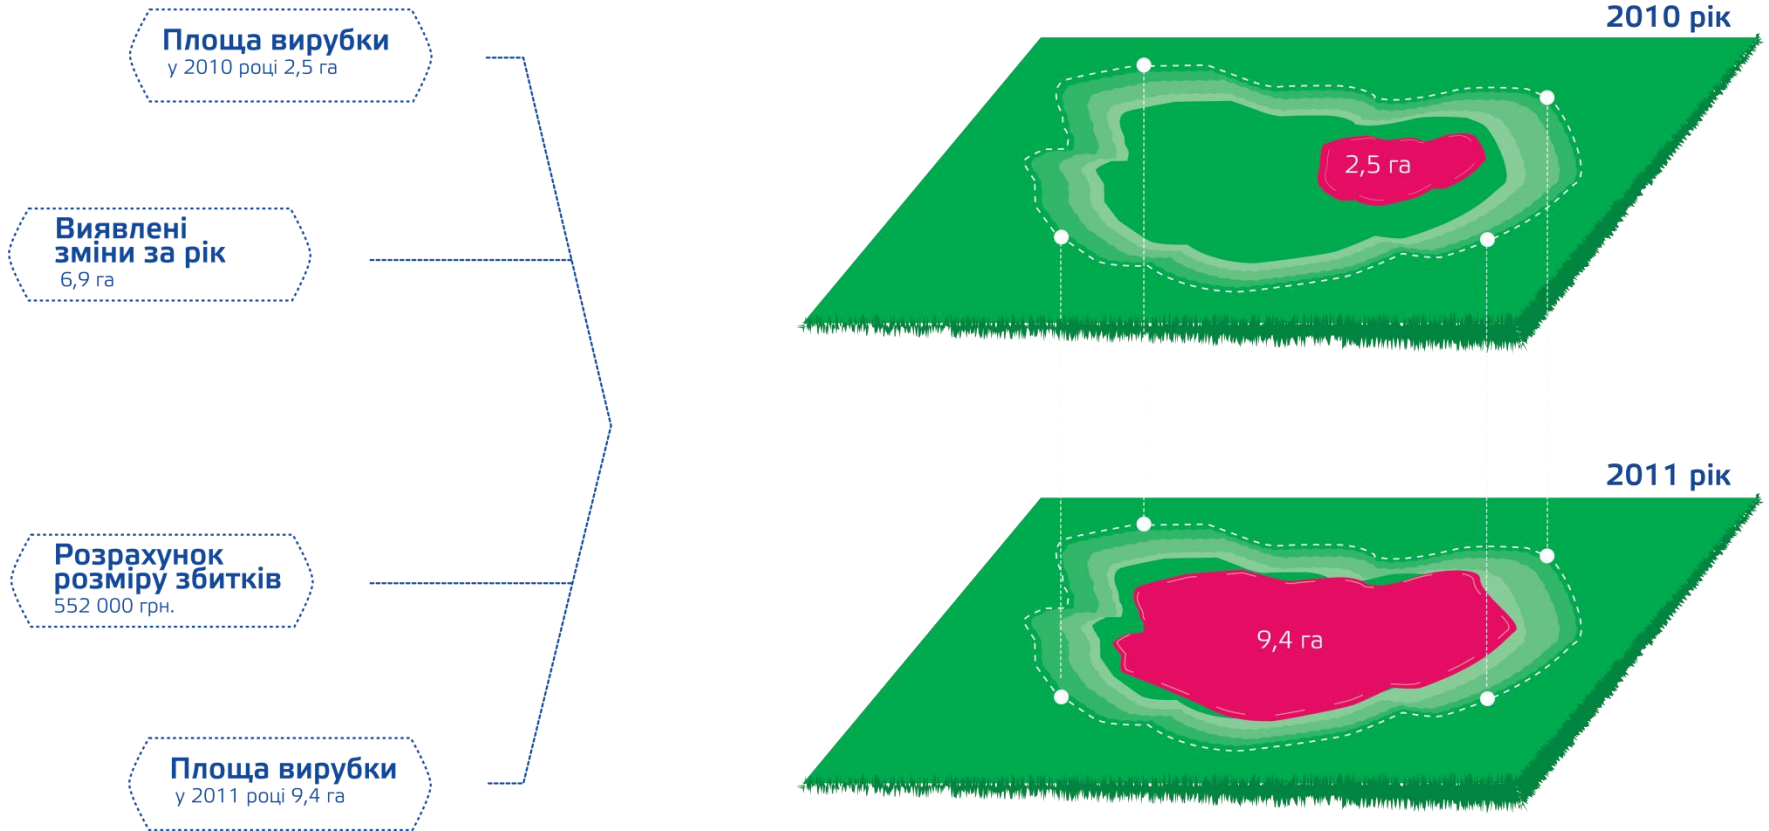 Площа вирубки
у 2010 році 2,5 га
Виявлені
зміни за рік
6,9 га
Розрахунок
розміру збитків
552 000 грн.
Площа вирубки
у 2011 році 9,4 га
2010 рік
2,5 га
2011 рік
9,4 га